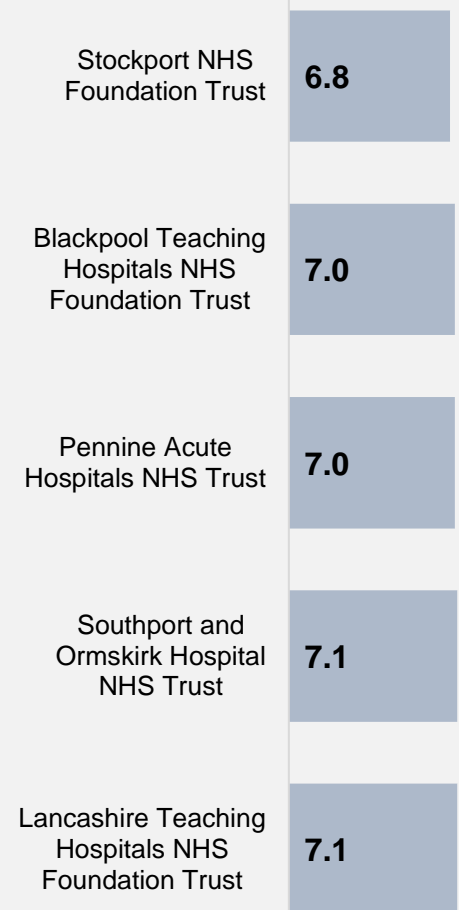 Stockport NHS
Foundation Trust
6.8
Blackpool Teaching
Hospitals NHS
Foundation Trust
7.0
Pennine Acute
Hospitals NHS Trust
7.0
Southport and
Ormskirk Hospital
NHS Trust
7.1
Lancashire Teaching
Hospitals NHS
Foundation Trust
7.1